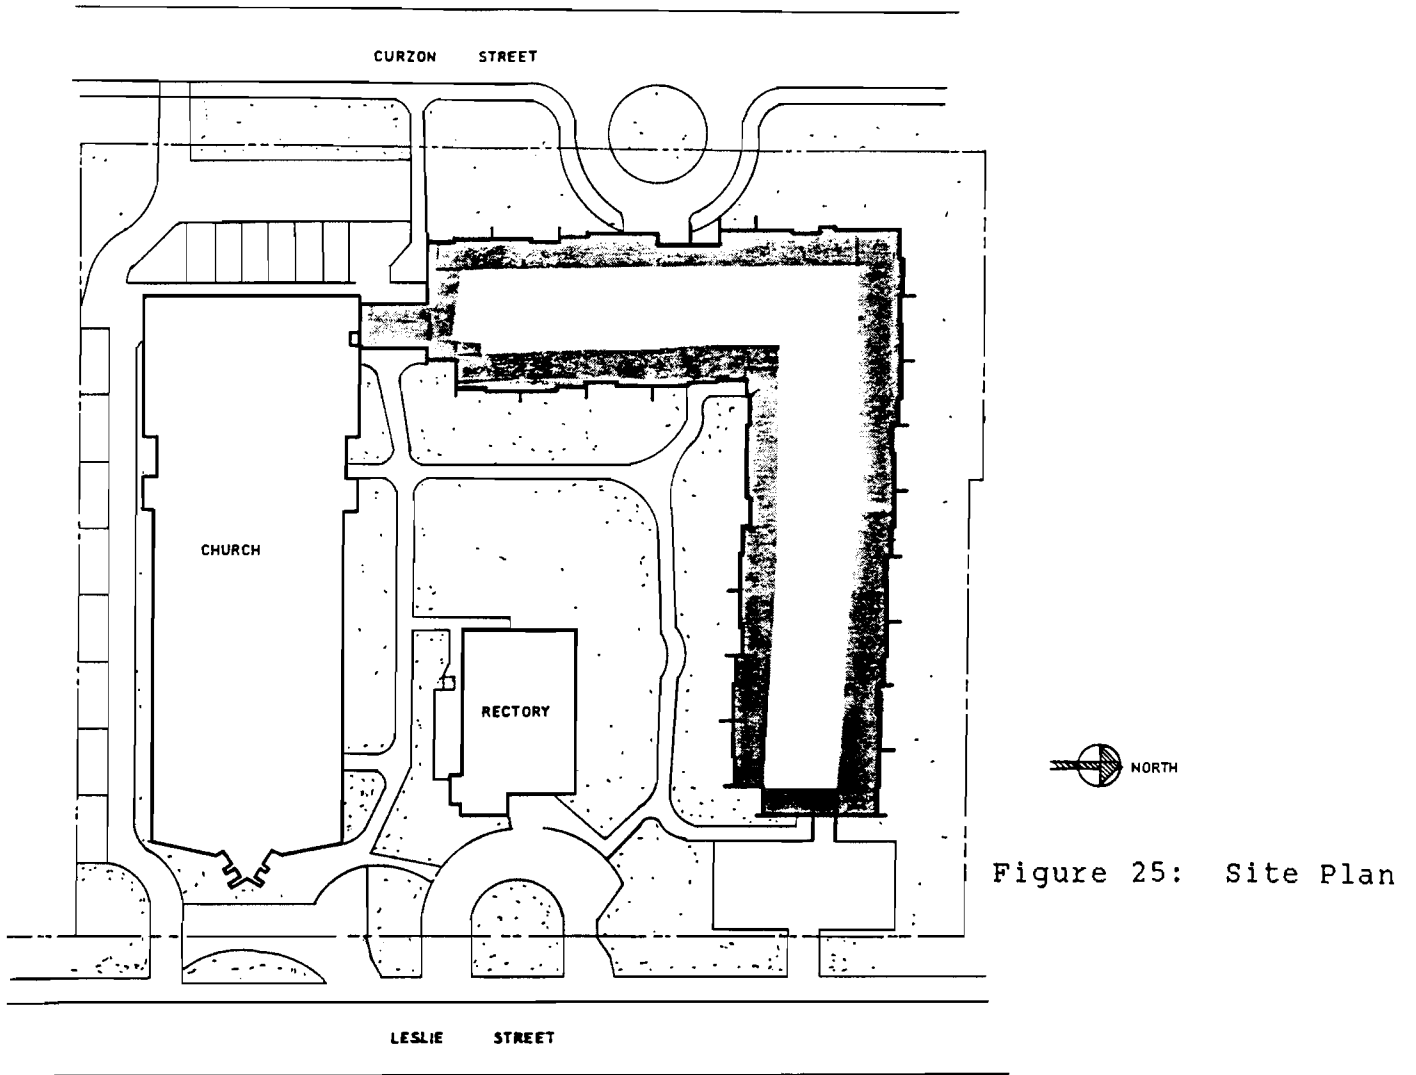 CURZON STREET
CHURCH
RECTORY
NORTH
Figure 25: Site Plan
LESLIE STREET